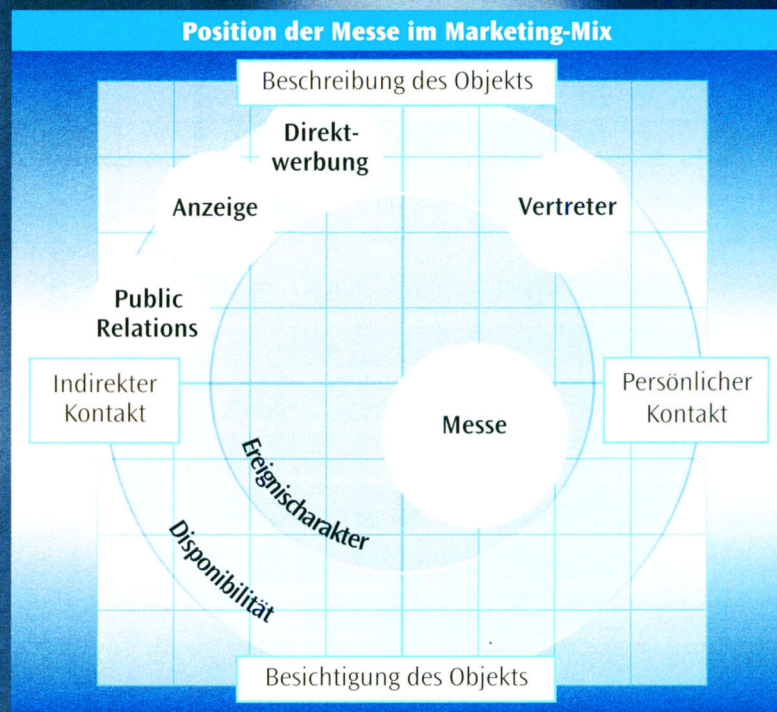 Position der Messe im Marketing-Mix
Beschreibung des Objekts
Direkt-
werbung
Anzeige
Vertreter
Public
Relations
Indirekter
Kontakt
Persönlicher
Kontakt
Messe
Ereignischarakter
Disponibilität
Besichtigung des Objekts